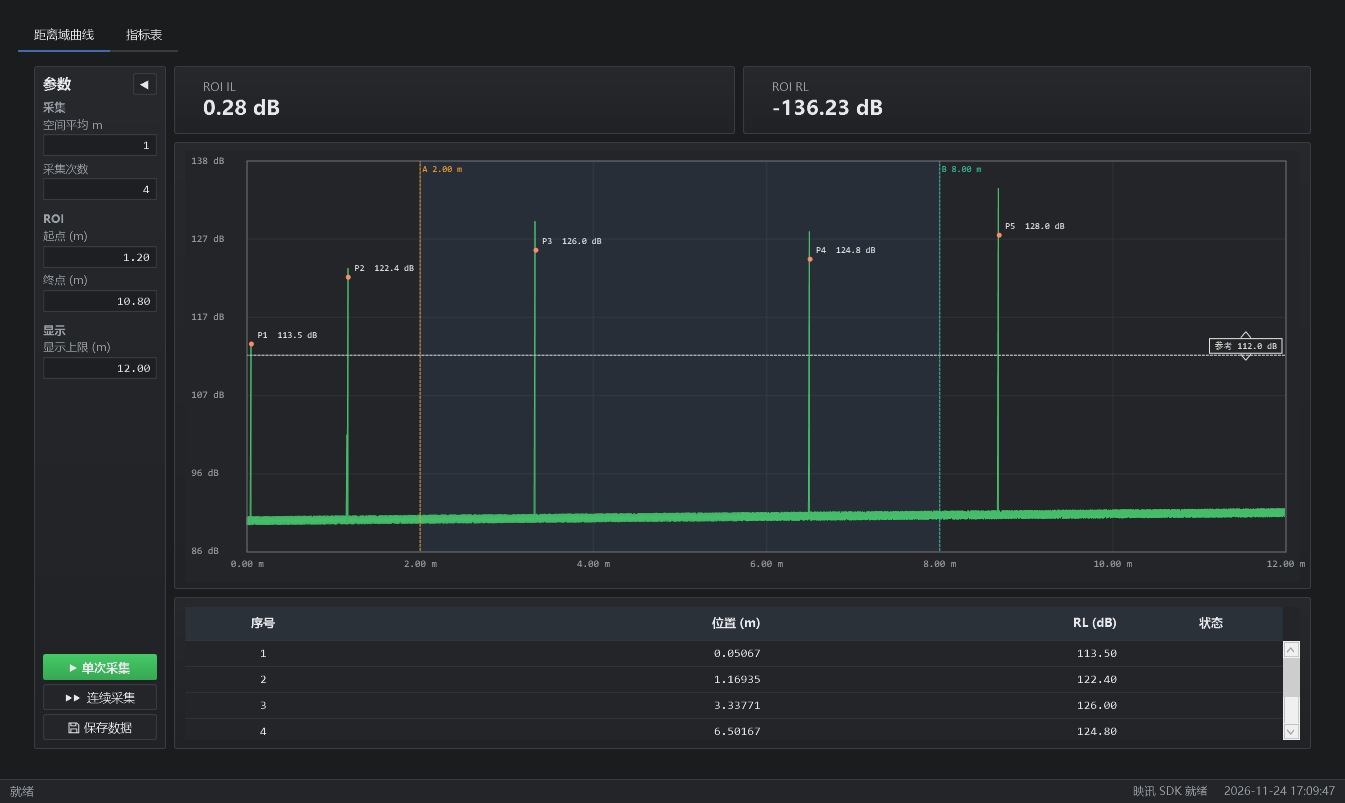 距离域曲线 指标表
参数 ◀
采集
空间平均 m
1
采集次数
4
ROI
起点 (m)
1.20
终点 (m)
10.80
显示
显示上限 (m)
12.00
▶ 单次采集
▶▶ 连续采集
保存数据
ROI IL
0.28 dB
ROI RL
-136.23 dB
138 dB
127 dB
117 dB
107 dB
96 dB
86 dB
A 2.00 m
B 8.00 m
P1 113.5 dB
P2 122.4 dB
P3 126.0 dB
P4 124.8 dB
P5 128.0 dB
参考 112.0 dB
0.00 m 2.00 m 4.00 m 6.00 m 8.00 m 10.00 m 12.00 m
序号 位置 (m) RL (dB) 状态
1 0.05067 113.50
2 1.16935 122.40
3 3.33771 126.00
4 6.50167 124.80
就绪 映讯 SDK 就绪 2026-11-24 17:09:47